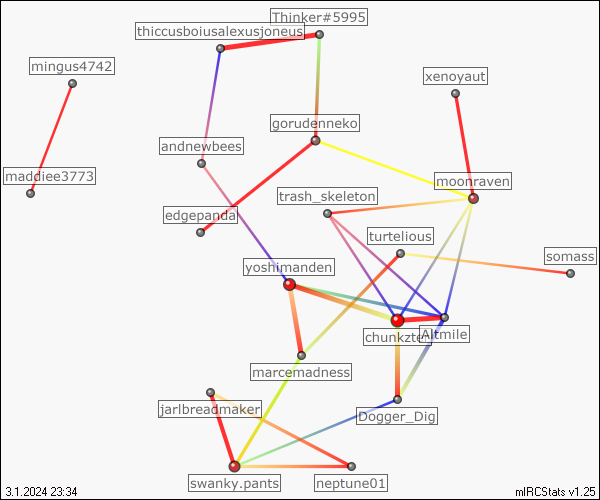 Thinker#5995
thiccusboiusalexusjoneus
mingus4742
xenoyaut
gorudenneko
andnewbees
maddiee3773
moonraven
trash_skeleton
edgepanda
turtelious
somass
yoshimanden
Altmile
marcemadness
jarlbreadmaker
Dogger_Dig
swanky.pants
neptune01
3.1.2024 23:34
mIRCStats v1.25